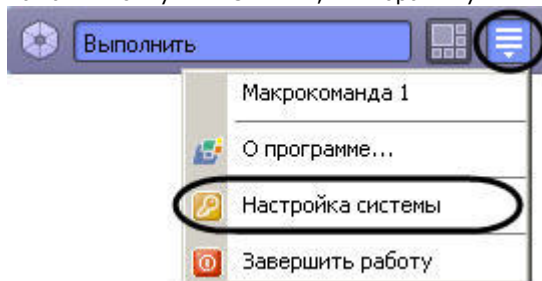 Выполнить
Макрокоманда 1
О программе...
Настройка системы
Завершить работу